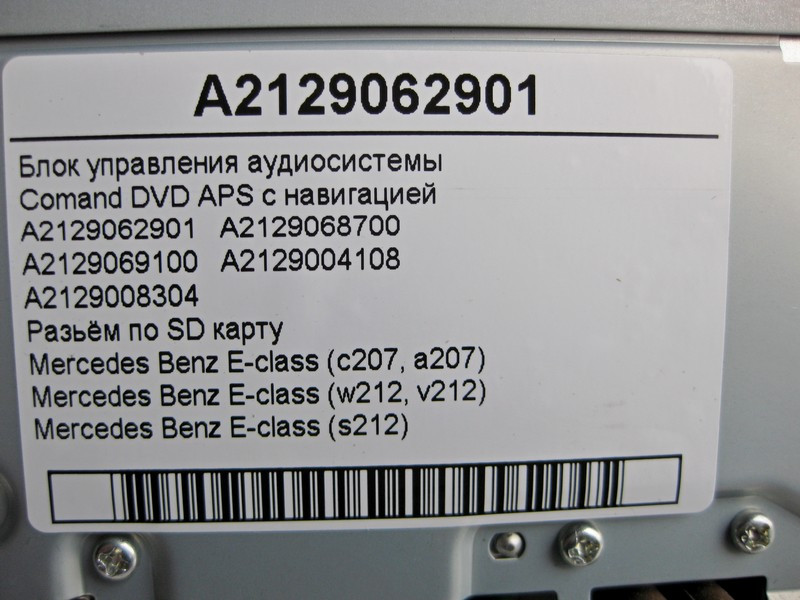 A2129062901
Блок управления аудиосистемы
Comand DVD APS с навигацией
A2129062901 A2129068700
A2129069100 A2129004108
A2129008304
Разьём по SD карту
Mercedes Benz E-class (c207, a207)
Mercedes Benz E-class (w212, v212)
Mercedes Benz E-class (s212)